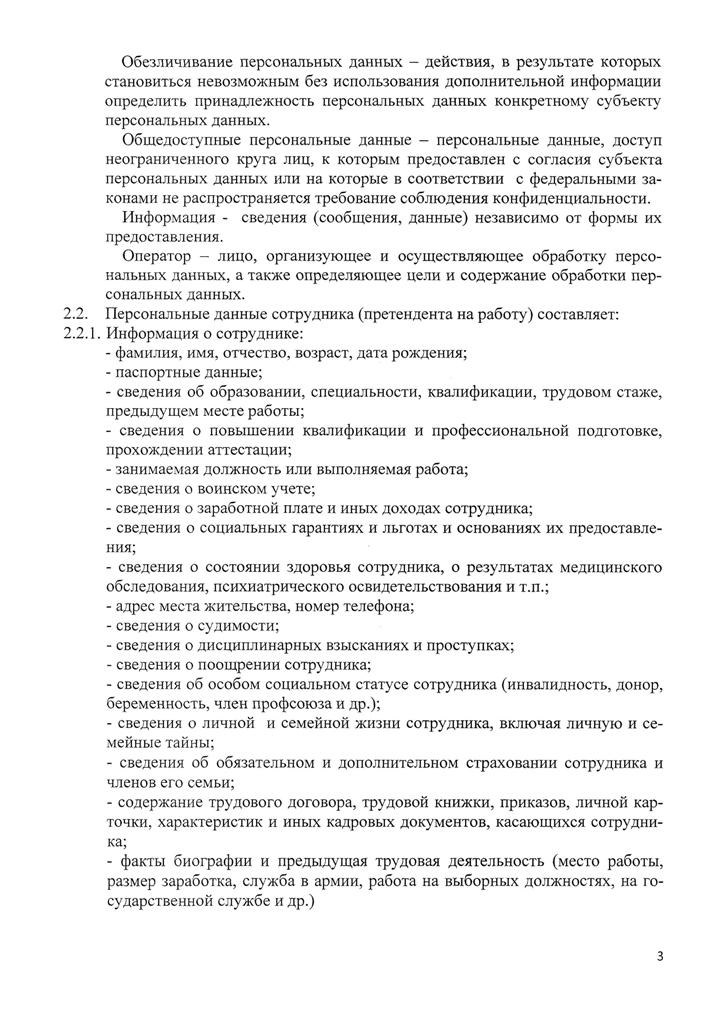 Обезличивание персональных данных – действия, в результате которых
становиться невозможным без использования дополнительной информации
определить принадлежность персональных данных конкретному субъекту
персональных данных.
Общедоступные персональные данные – персональные данные, доступ
неограниченного круга лиц, к которым предоставлен с согласия субъекта
персональных данных или на которые в соответствии с федеральными за-
конами не распространяется требование соблюдения конфиденциальности.
Информация - сведения (сообщения, данные) независимо от формы их
предоставления.
Оператор – лицо, организующее и осуществляющее обработку персо-
нальных данных, а также определяющее цели и содержание обработки пер-
сональных данных.
2.2. Персональные данные сотрудника (претендента на работу) составляет:
2.2.1. Информация о сотруднике:
- фамилия, имя, отчество, возраст, дата рождения;
- паспортные данные;
- сведения об образовании, специальности, квалификации, трудовом стаже,
предыдущем месте работы;
- сведения о повышении квалификации и профессиональной подготовке,
прохождении аттестации;
- занимаемая должность или выполняемая работа;
- сведения о воинском учете;
- сведения о заработной плате и иных доходах сотрудника;
- сведения о социальных гарантиях и льготах и основаниях их предоставле-
ния;
- сведения о состоянии здоровья сотрудника, о результатах медицинского
обследования, психиатрического освидетельствования и т.п.;
- адрес места жительства, номер телефона;
- сведения о судимости;
- сведения о дисциплинарных взысканиях и проступках;
- сведения о поощрении сотрудника;
- сведения об особом социальном статусе сотрудника (инвалидность, донор,
беременность, член профсоюза и др.);
- сведения о личной и семейной жизни сотрудника, включая личную и се-
мейные тайны;
- сведения об обязательном и дополнительном страховании сотрудника и
членов его семьи;
- содержание трудового договора, трудовой книжки, приказов, личной кар-
точки, характеристик и иных кадровых документов, касающихся сотрудни-
ка;
- факты биографии и предыдущая трудовая деятельность (место работы,
размер заработка, служба в армии, работа на выборных должностях, на го-
сударственной службе и др.)
3